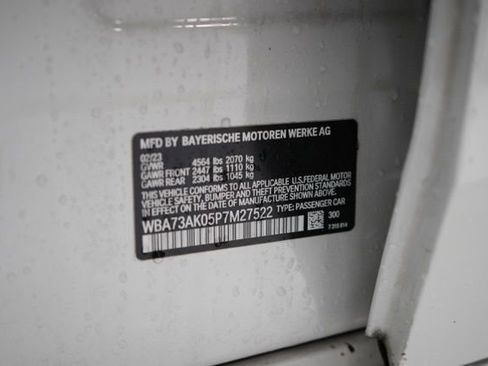 MFD BY BAYERISCHE MOTOREN WERKE AG
02/23
GVWR 4564 lbs 2070 kg
GAWR FRONT 2447 lbs 1110 kg
GAWR REAR 2304 lbs 1045 kg
THIS VEHICLE CONFORMS TO ALL APPLICABLE U.S. FEDERAL MOTOR
VEHICLE SAFETY, BUMPER AND THEFT PREVENTION STANDARDS
IN EFFECT ON THE DATE OF MANUFACTURE SHOWN ABOVE.
WBA73AK05P7M27522 TYPE: PASSENGER CAR
300